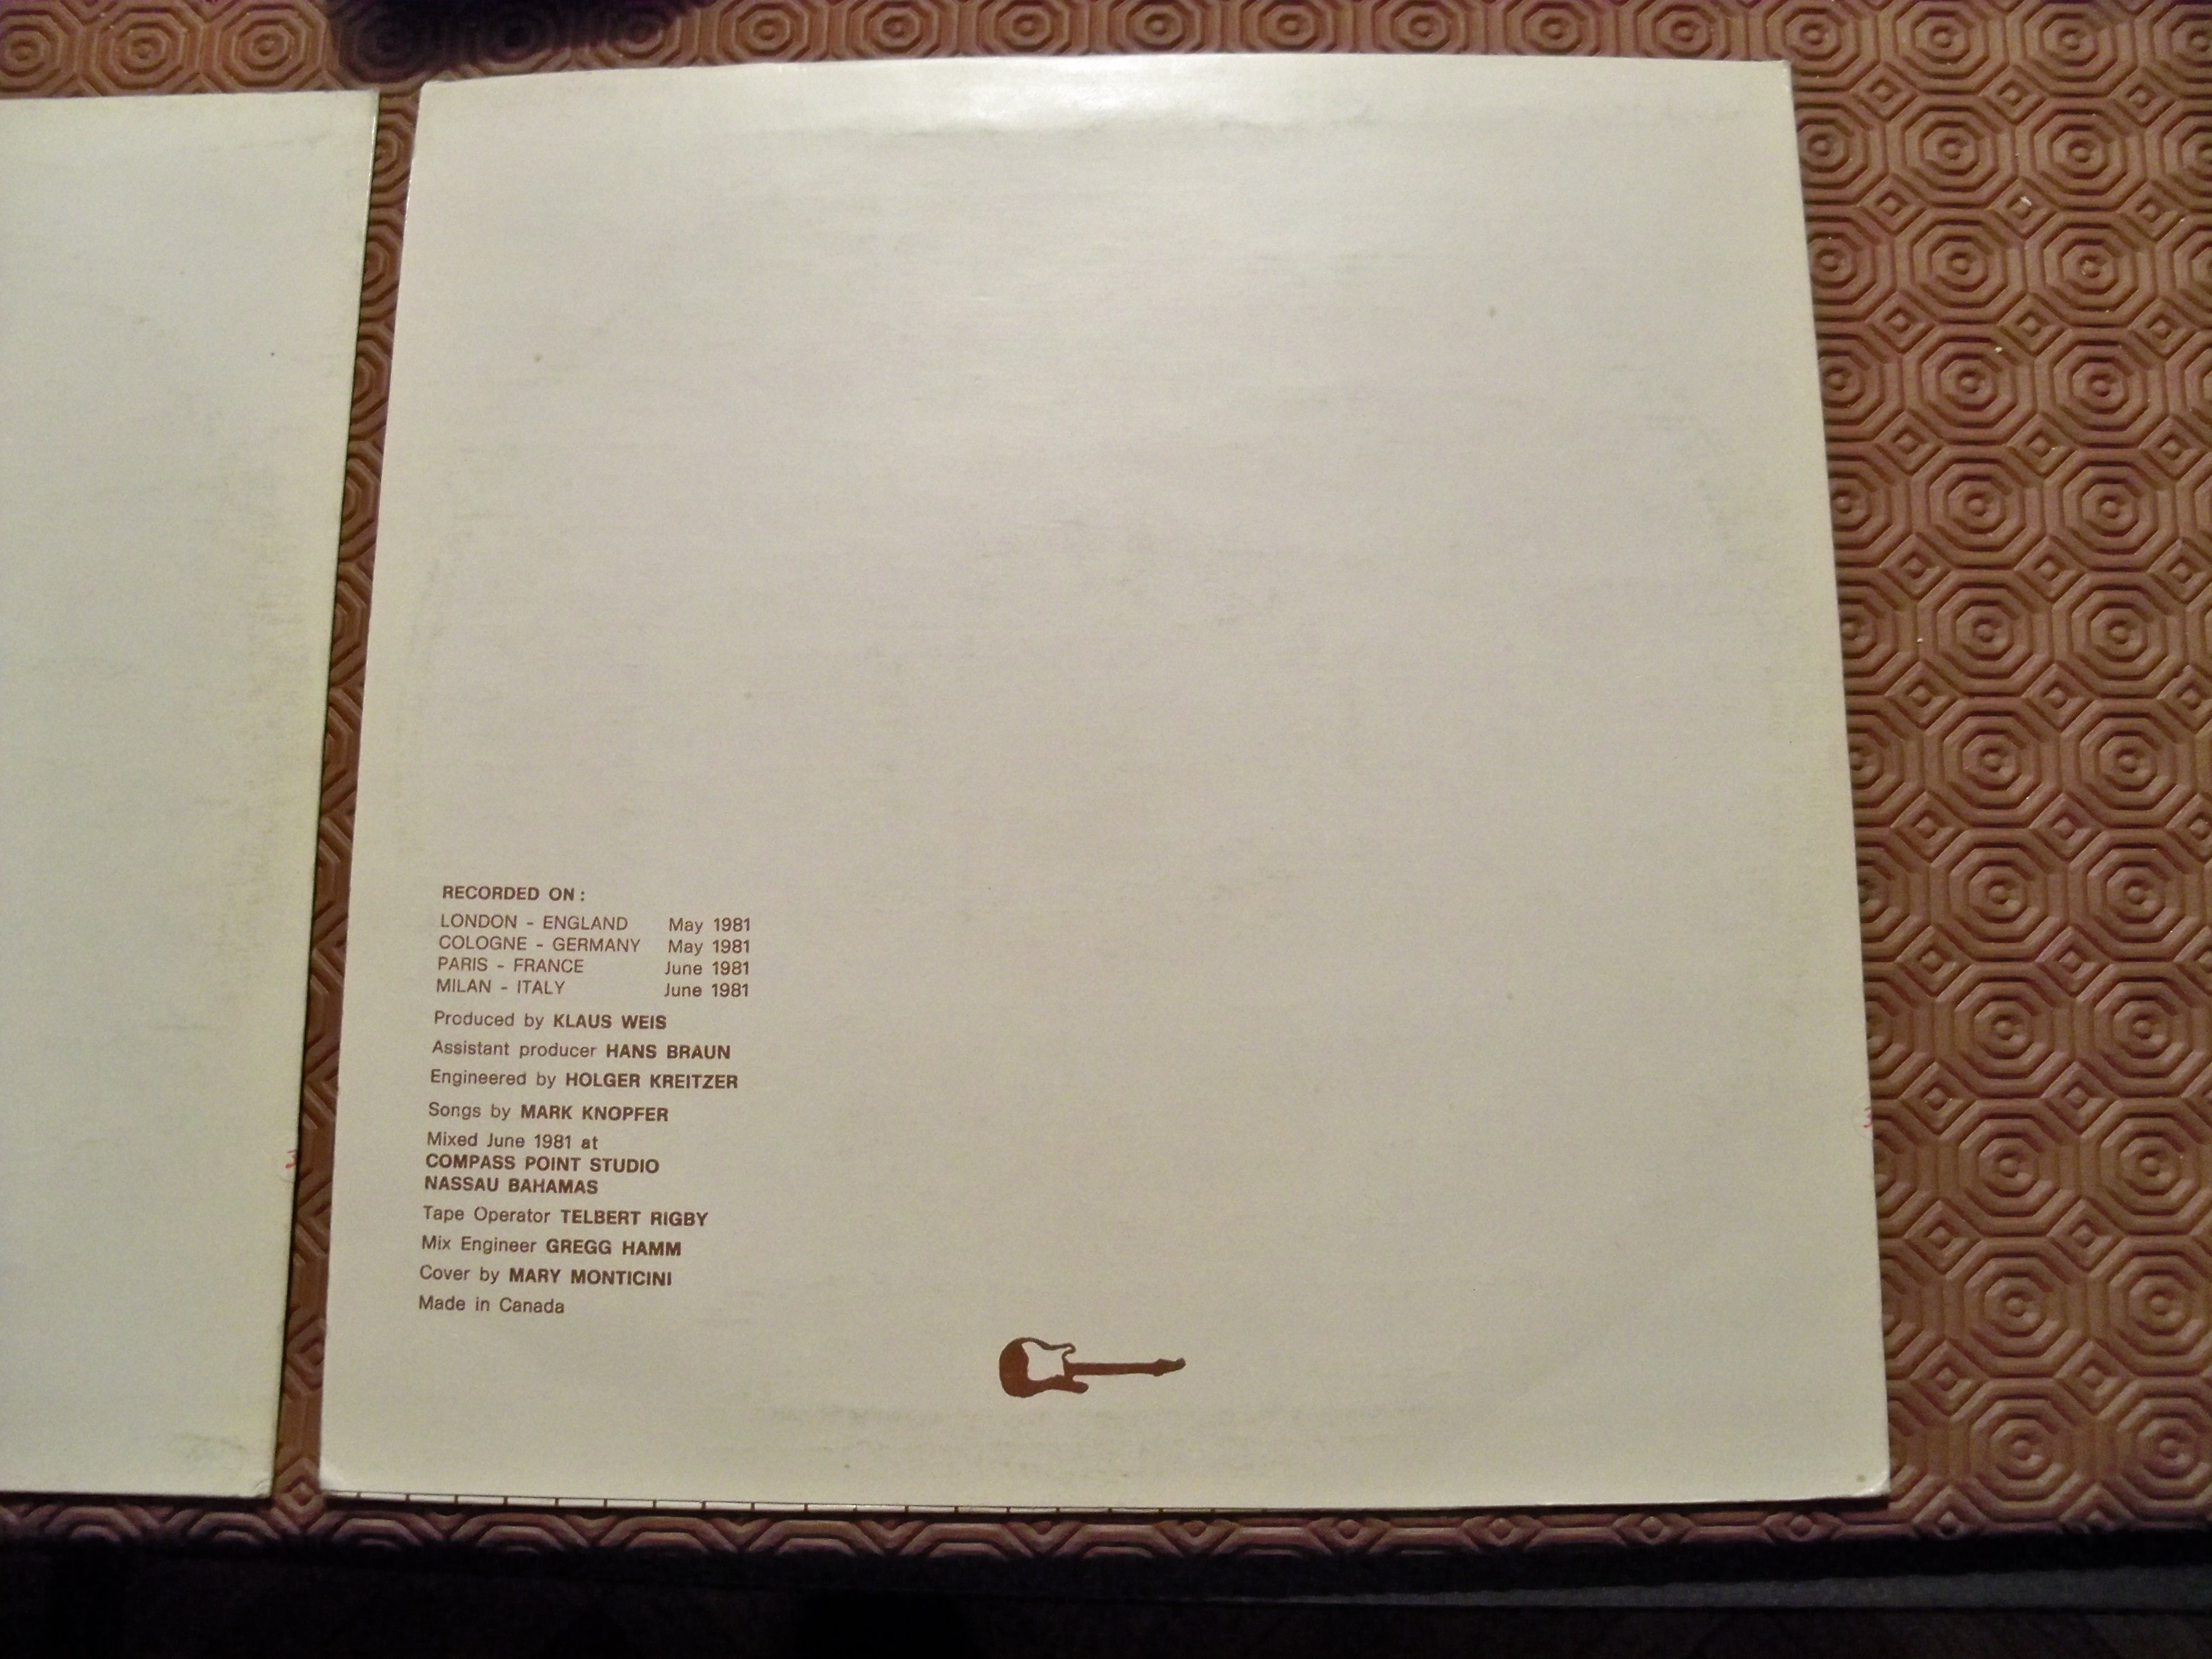 RECORDED ON :
LONDON - ENGLAND May 1981
COLOGNE - GERMANY May 1981
PARIS - FRANCE June 1981
MILAN - ITALY June 1981
Produced by KLAUS WEIS
Assistant producer HANS BRAUN
Engineered by HOLGER KREITZER
Songs by MARK KNOPFER
Mixed June 1981 at
COMPASS POINT STUDIO
NASSAU BAHAMAS
Tape Operator TELBERT RIGBY
Mix Engineer GREGG HAMM
Cover by MARY MONTICINI
Made in Canada